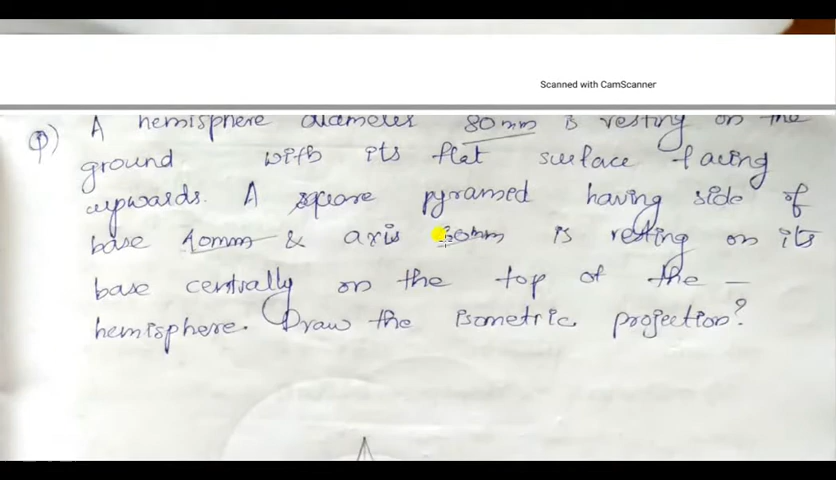 Scanned with CamScanner
Q) A hemisphere diameter 80mm is resting on the
ground with its flat surface facing
upwards. A square pyramed having side of
base 40mm & axis is resting on its
base centrally on the top of the —
hemisphere. Draw the isometric projection?